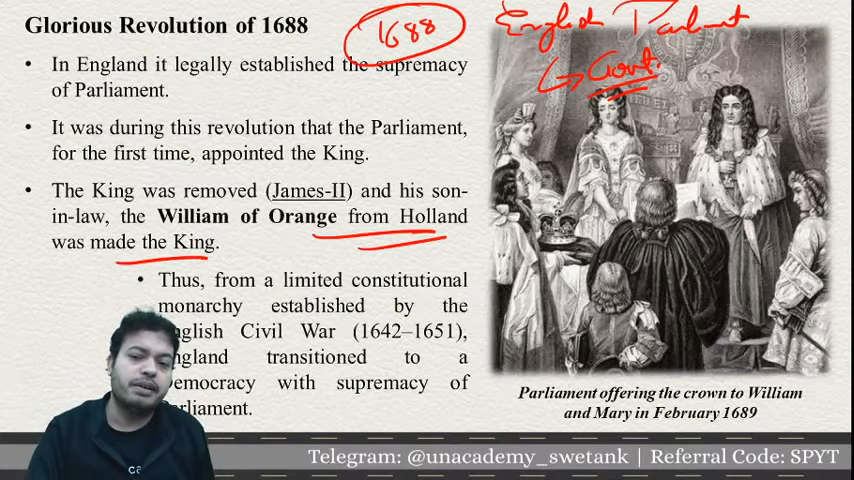 Glorious Revolution of 1688
1688
English Parliament
Govt.
• In England it legally established the supremacy
of Parliament.
• It was during this revolution that the Parliament,
for the first time, appointed the King.
• The King was removed (James-II) and his son-
in-law, the William of Orange from Holland
was made the King.
• Thus, from a limited constitutional
monarchy established by the
English Civil War (1642–1651),
England transitioned to a
Democracy with supremacy of
Parliament.
Parliament offering the crown to William
and Mary in February 1689
Telegram: @unacademy_swetank | Referral Code: SPYT